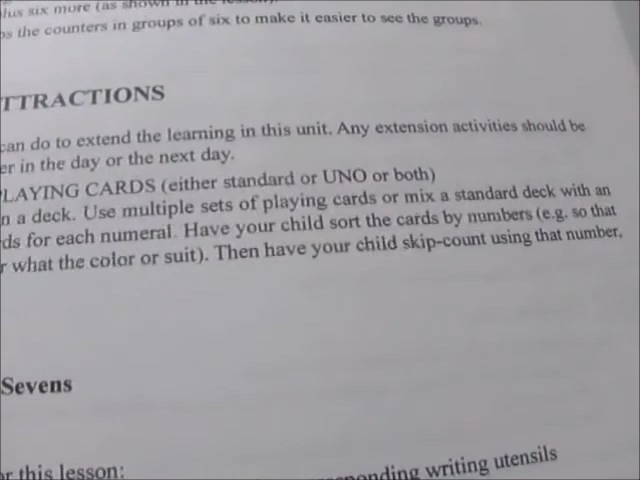 plus six more (as shown in the lesson).
the counters in groups of six to make it easier to see the groups.
TTRACTIONS
can do to extend the learning in this unit. Any extension activities should be
er in the day or the next day.
LAYING CARDS (either standard or UNO or both)
n a deck. Use multiple sets of playing cards or mix a standard deck with an
ds for each numeral. Have your child sort the cards by numbers (e.g. so that
r what the color or suit). Then have your child skip-count using that number,
Sevens
or this lesson:
ponding writing utensils